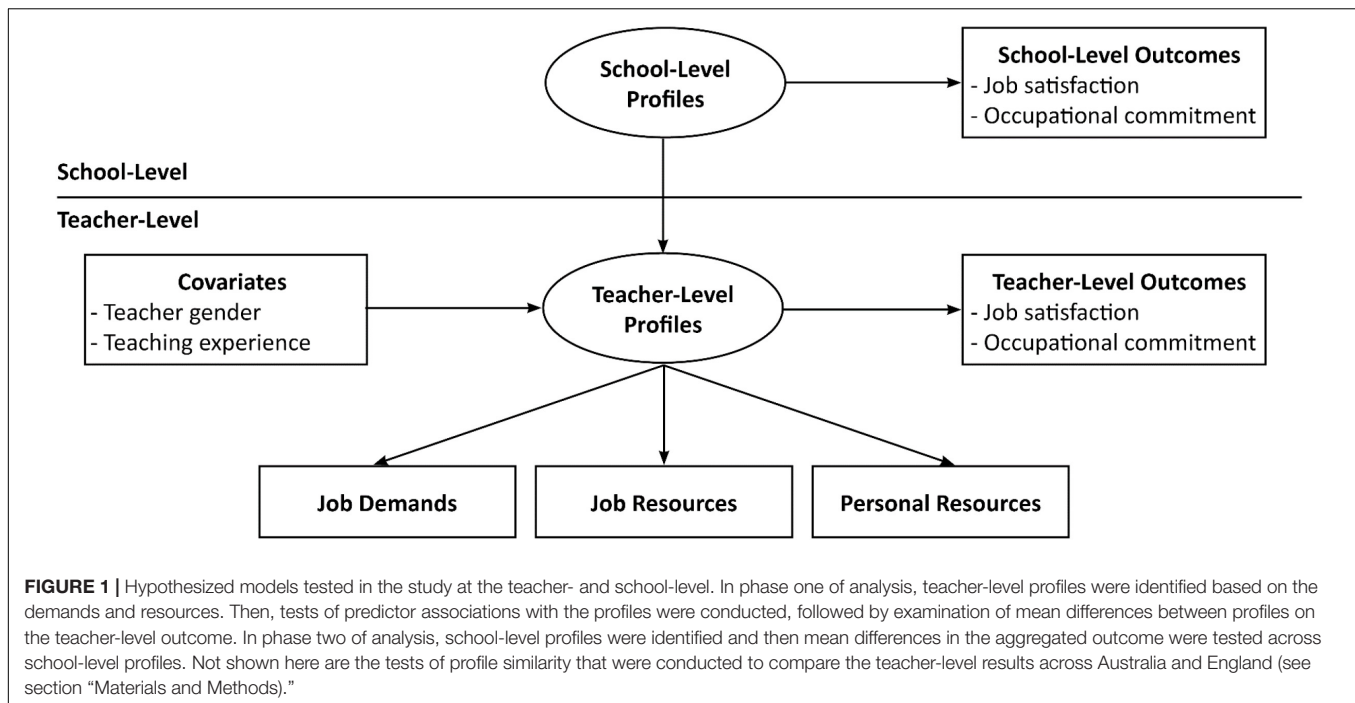 School-Level
Profiles
School-Level Outcomes
- Job satisfaction
- Occupational commitment
School-Level
Teacher-Level
Covariates
- Teacher gender
- Teaching experience
Teacher-Level
Profiles
Teacher-Level Outcomes
- Job satisfaction
- Occupational commitment
Job Demands
Job Resources
Personal Resources
FIGURE 1 | Hypothesized models tested in the study at the teacher- and school-level. In phase one of analysis, teacher-level profiles were identified based on the
demands and resources. Then, tests of predictor associations with the profiles were conducted, followed by examination of mean differences between profiles on
the teacher-level outcome. In phase two of analysis, school-level profiles were identified and then mean differences in the aggregated outcome were tested across
school-level profiles. Not shown here are the tests of profile similarity that were conducted to compare the teacher-level results across Australia and England (see
section “Materials and Methods).”